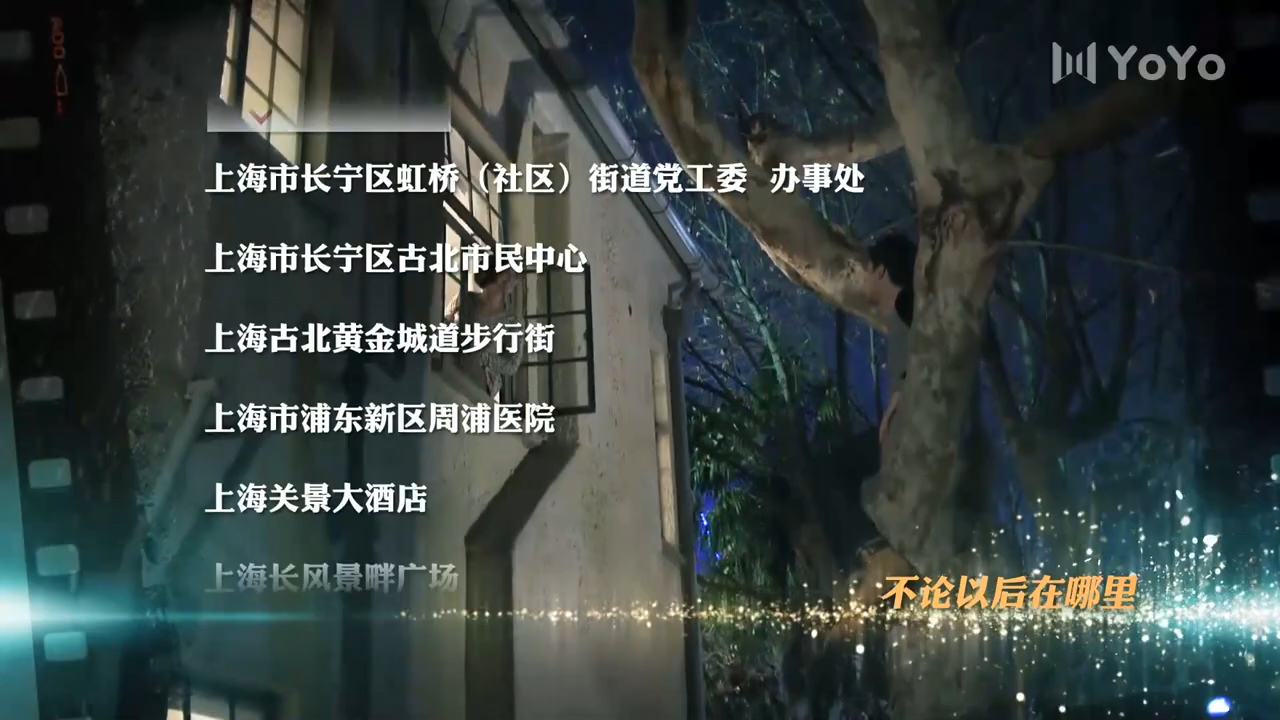 YoYo
上海市长宁区虹桥（社区）街道党工委 办事处
上海市长宁区古北市民中心
上海古北黄金城道步行街
上海市浦东新区周浦医院
上海关景大酒店
上海长风景畔广场
不论以后在哪里